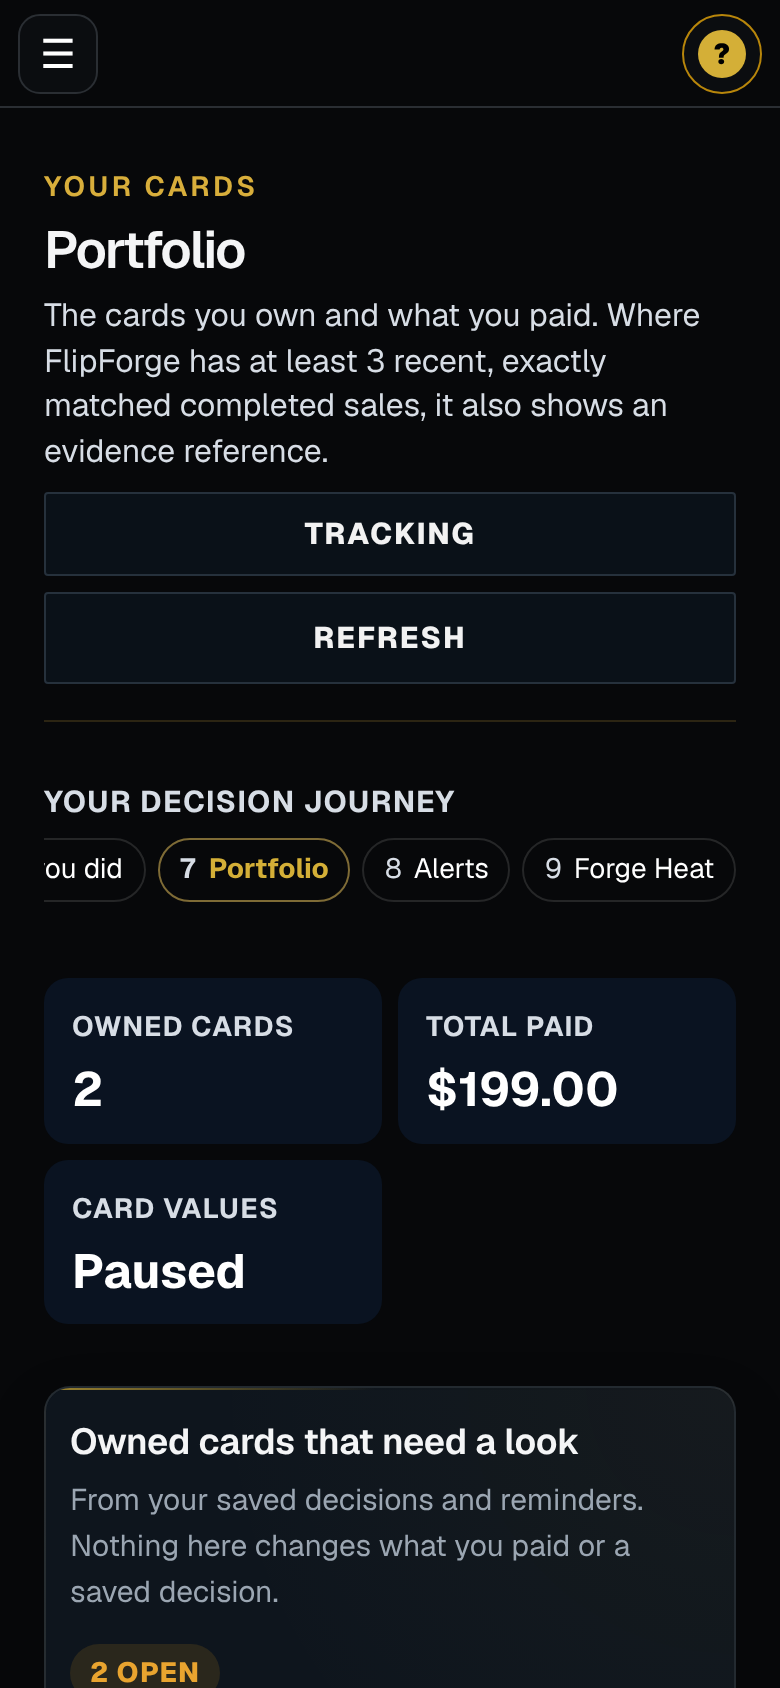 ☰
?
YOUR CARDS
Portfolio
The cards you own and what you paid. Where
FlipForge has at least 3 recent, exactly
matched completed sales, it also shows an
evidence reference.
TRACKING
REFRESH
YOUR DECISION JOURNEY
ou did
7 Portfolio
8 Alerts
9 Forge Heat
OWNED CARDS
2
TOTAL PAID
$199.00
CARD VALUES
Paused
Owned cards that need a look
From your saved decisions and reminders.
Nothing here changes what you paid or a
saved decision.
2 OPEN